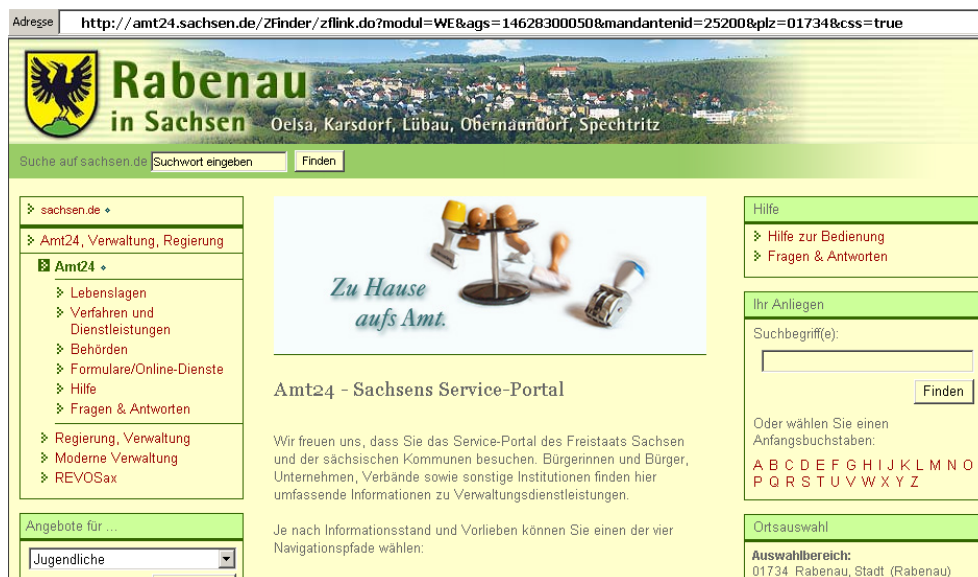 Adresse http://amt24.sachsen.de/ZFinder/zflink.do?modul=WE&ags=14628300050&mandantenid=25200&plz=01734&css=true
Rabenau
in Sachsen
Oelsa, Karsdorf, Lübau, Obernaundorf, Spechtritz
Suche auf sachsen.de Suchwort eingeben Finden
sachsen.de
Amt24, Verwaltung, Regierung
Amt24
Lebenslagen
Verfahren und
Dienstleistungen
Behörden
Formulare/Online-Dienste
Hilfe
Fragen & Antworten
Regierung, Verwaltung
Moderne Verwaltung
REVOSax
Angebote für ...
Jugendliche
Zu Hause
aufs Amt.
Amt24 - Sachsens Service-Portal
Wir freuen uns, dass Sie das Service-Portal des Freistaats Sachsen
und der sächsischen Kommunen besuchen. Bürgerinnen und Bürger,
Unternehmen, Verbände sowie sonstige Institutionen finden hier
umfassende Informationen zu Verwaltungsdienstleistungen.
Je nach Informationsstand und Vorlieben können Sie einen der vier
Navigationspfade wählen:
Hilfe
Hilfe zur Bedienung
Fragen & Antworten
Ihr Anliegen
Suchbegriff(e):
Finden
Oder wählen Sie einen
Anfangsbuchstaben:
A B C D E F G H I J K L M N O
P Q R S T U V W X Y Z
Ortsauswahl
Auswahlbereich:
01734 Rabenau, Stadt (Rabenau)